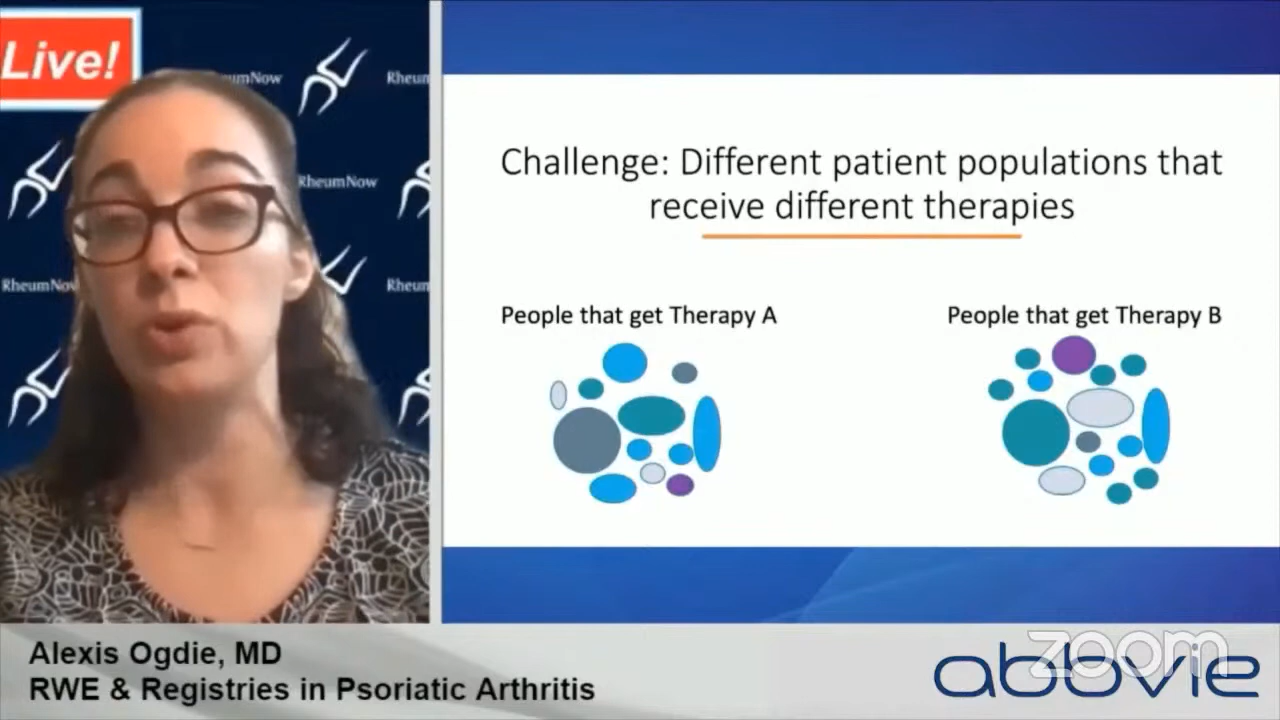 Live!
RheumNow
Rheum
RheumNow
RheumNow
Rheum
Challenge: Different patient populations that
receive different therapies
People that get Therapy A
People that get Therapy B
Alexis Ogdie, MD
RWE & Registries in Psoriatic Arthritis
zoom
abbvie